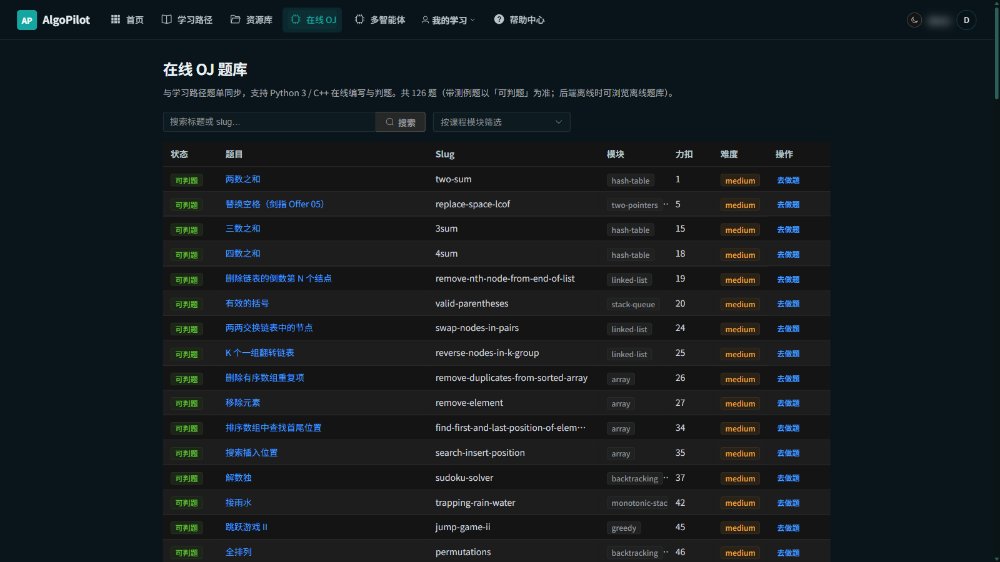 AP AlgoPilot 首页 学习路径 资源库 在线 OJ 多智能体 我的学习 帮助中心 D
在线 OJ 题库
与学习路径题单同步，支持 Python 3 / C++ 在线编写与判题。共 126 题（带测例题以「可判题」为准；后端离线时可浏览离线题库）。
搜索标题或 slug... 搜索 按课程模块筛选
状态 题目 Slug 模块 力扣 难度 操作
可判题 两数之和 two-sum hash-table 1 medium 去做题
可判题 替换空格（剑指 Offer 05） replace-space-lcof two-pointers ·· 5 medium 去做题
可判题 三数之和 3sum hash-table 15 medium 去做题
可判题 四数之和 4sum hash-table 18 medium 去做题
可判题 删除链表的倒数第 N 个结点 remove-nth-node-from-end-of-list linked-list 19 medium 去做题
可判题 有效的括号 valid-parentheses stack-queue 20 medium 去做题
可判题 两两交换链表中的节点 swap-nodes-in-pairs linked-list 24 medium 去做题
可判题 K 个一组翻转链表 reverse-nodes-in-k-group linked-list 25 medium 去做题
可判题 删除有序数组重复项 remove-duplicates-from-sorted-array array 26 medium 去做题
可判题 移除元素 remove-element array 27 medium 去做题
可判题 排序数组中查找首尾位置 find-first-and-last-position-of-elem··· array 34 medium 去做题
可判题 搜索插入位置 search-insert-position array 35 medium 去做题
可判题 解数独 sudoku-solver backtracking ·· 37 medium 去做题
可判题 接雨水 trapping-rain-water monotonic-stac 42 medium 去做题
可判题 跳跃游戏 II jump-game-ii greedy 45 medium 去做题
可判题 全排列 permutations backtracking ·· 46 medium 去做题